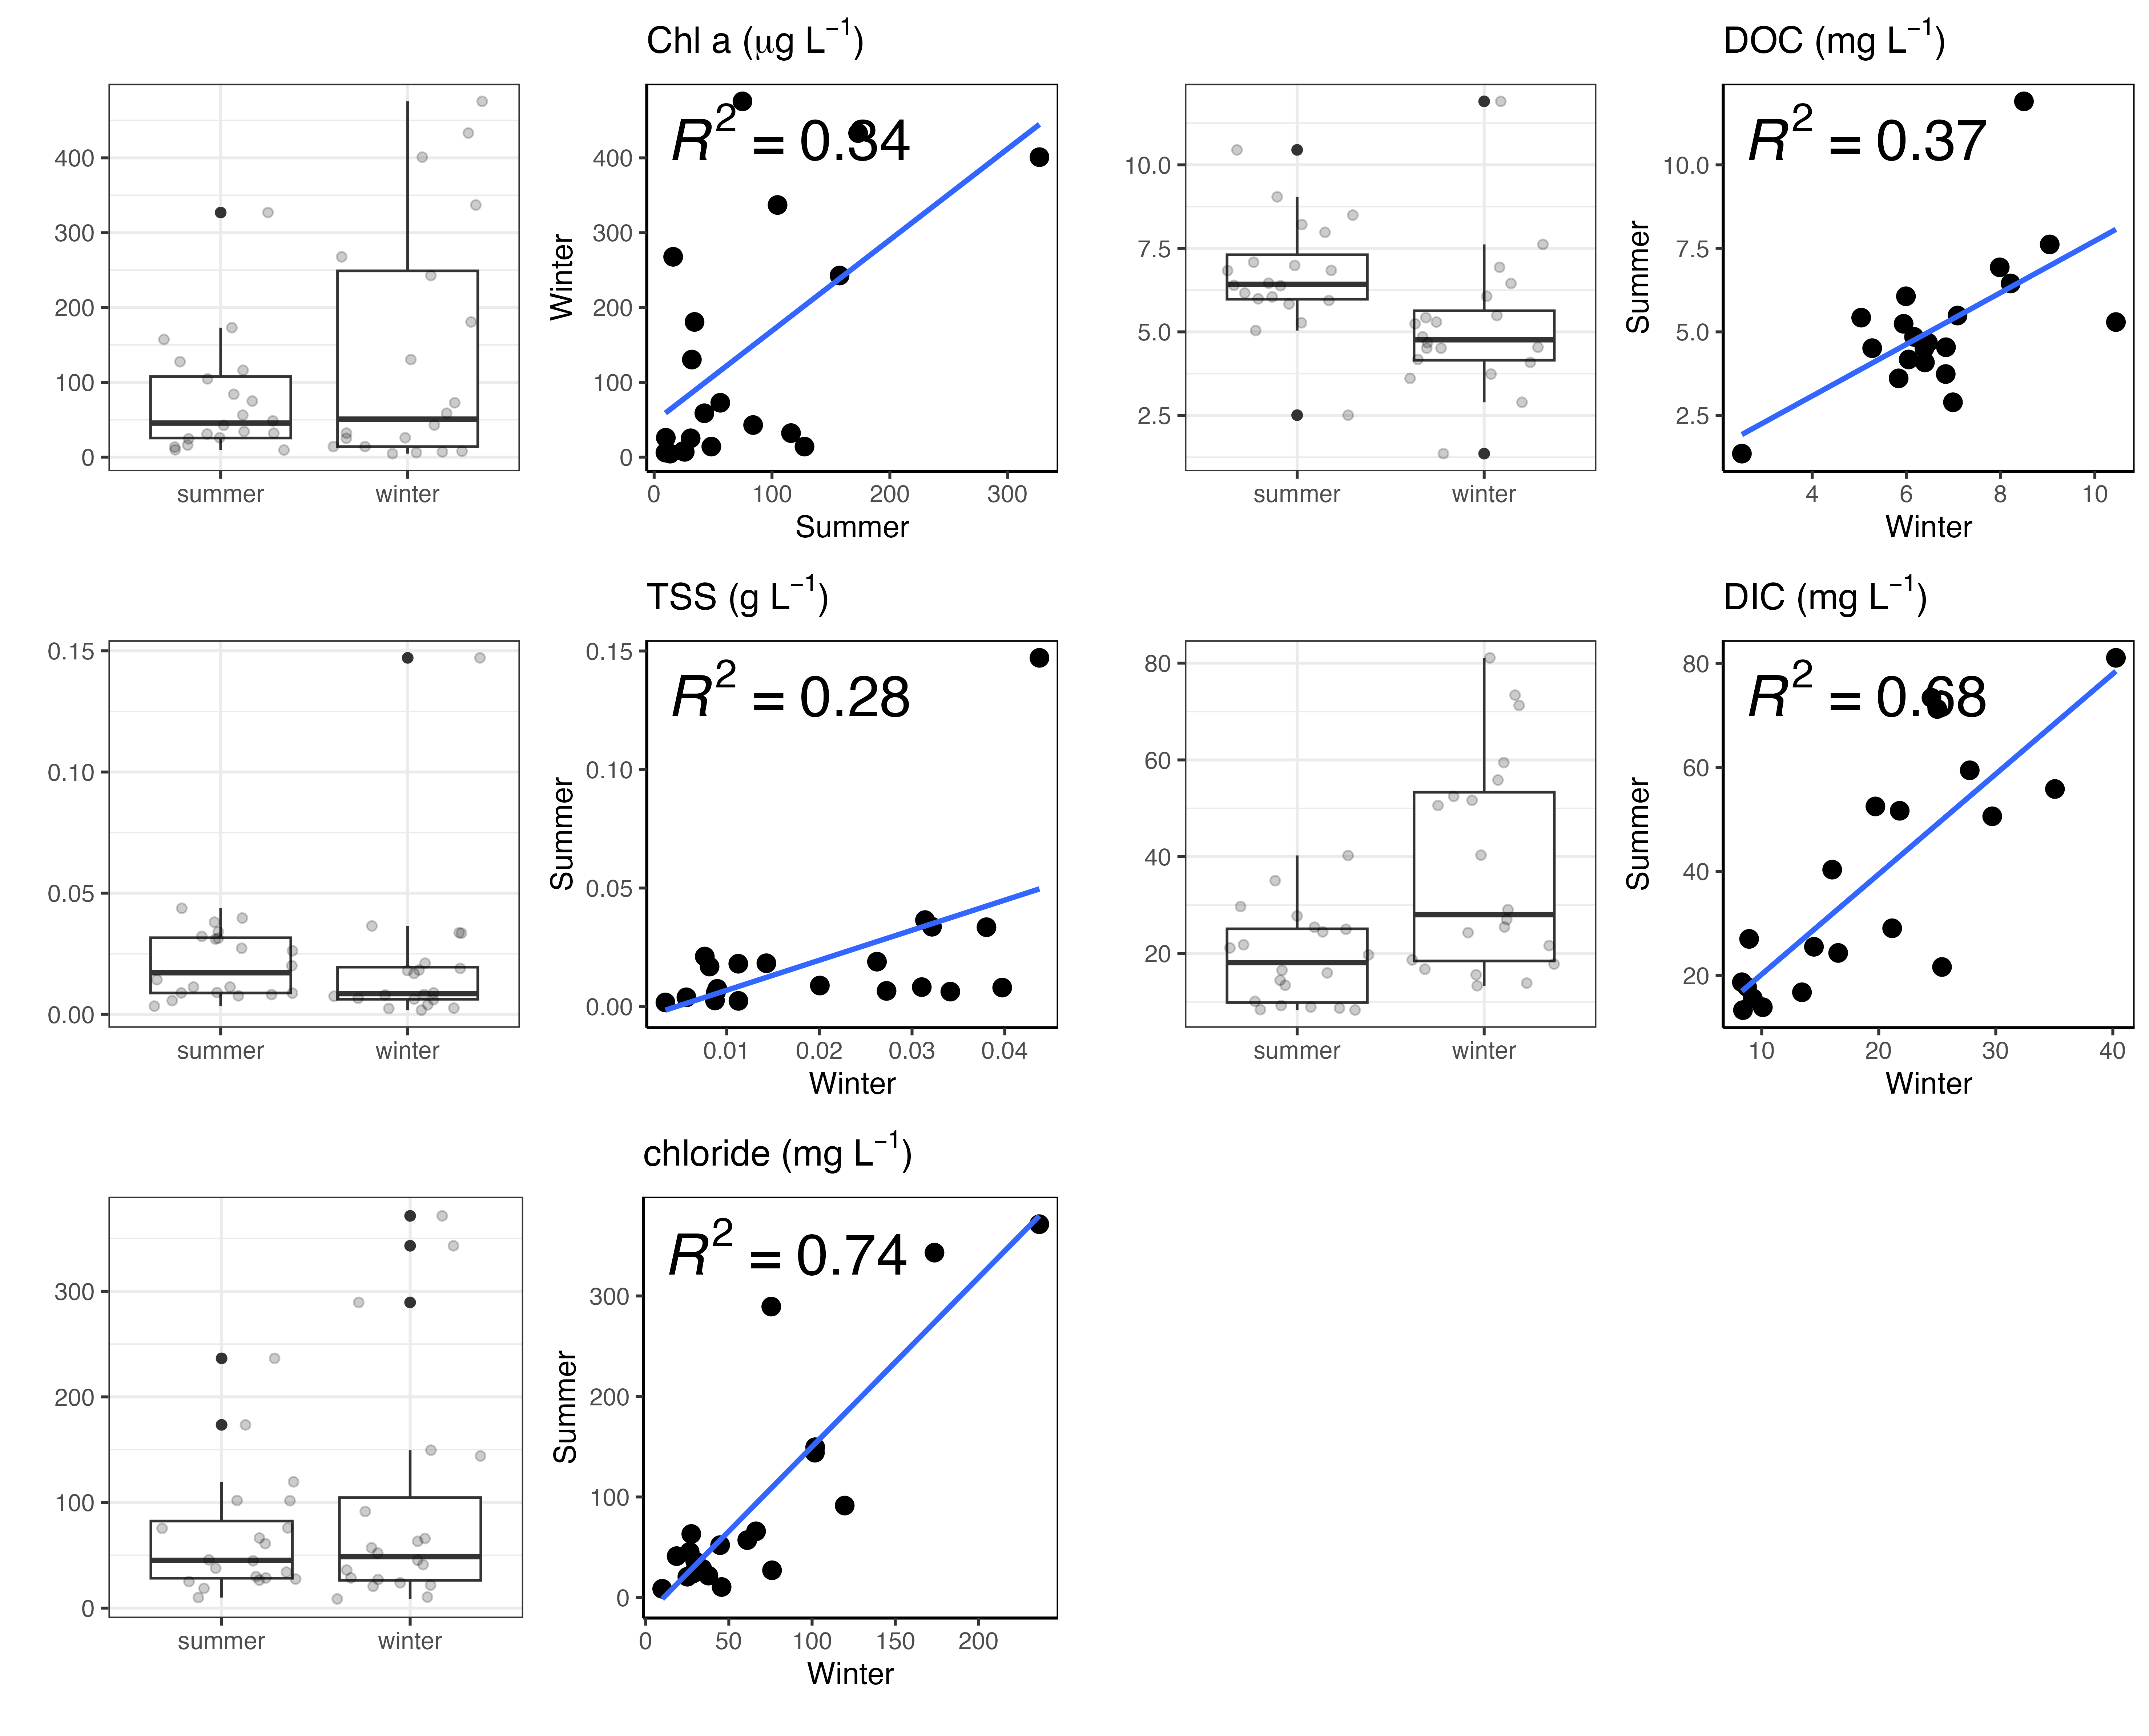 Chl a (μg L⁻¹)
R² = 0.34
400
300
200
100
0
summer winter
Winter
400
300
200
100
0
0 100 200 300
Summer
DOC (mg L⁻¹)
R² = 0.37
10.0
7.5
5.0
2.5
summer winter
Summer
10.0
7.5
5.0
2.5
4 6 8 10
Winter
TSS (g L⁻¹)
R² = 0.28
0.15
0.10
0.05
0.00
summer winter
Summer
0.15
0.10
0.05
0.00
0.01 0.02 0.03 0.04
Winter
DIC (mg L⁻¹)
R² = 0.68
80
60
40
20
summer winter
Summer
80
60
40
20
10 20 30 40
Winter
chloride (mg L⁻¹)
R² = 0.74
300
200
100
0
summer winter
Summer
300
200
100
0
0 50 100 150 200
Winter